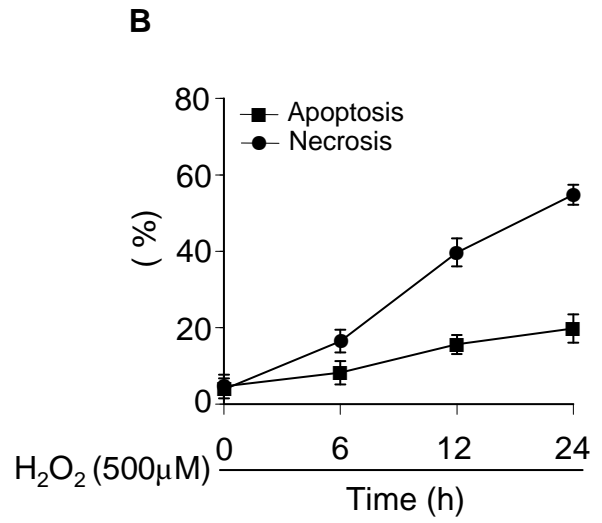 B
80
60
40
20
0
( %)
Apoptosis
Necrosis
0 6 12 24
H₂O₂ (500μM)
Time (h)